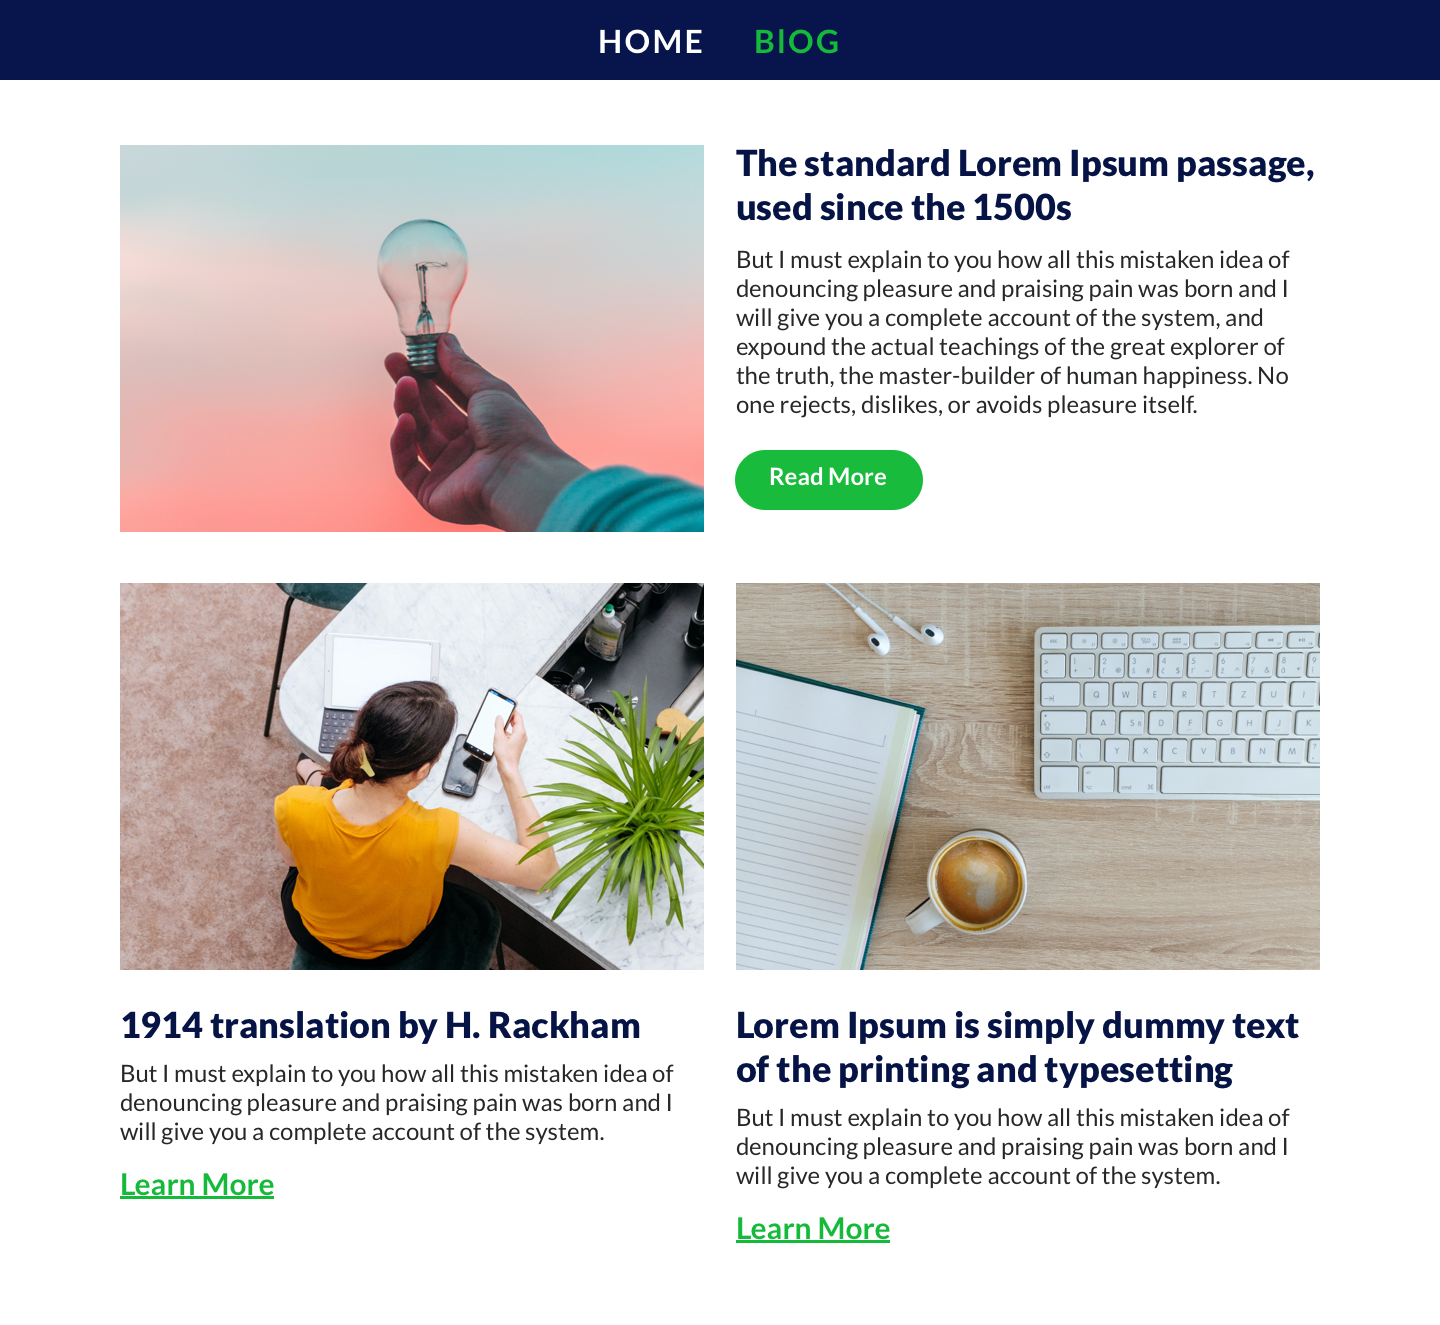 HOME BlOG
The standard Lorem Ipsum passage,
used since the 1500s
But I must explain to you how all this mistaken idea of
denouncing pleasure and praising pain was born and I
will give you a complete account of the system, and
expound the actual teachings of the great explorer of
the truth, the master-builder of human happiness. No
one rejects, dislikes, or avoids pleasure itself.
Read More
Q W E R T Z U I
A S D F G H J K
Y X C V B N M
1914 translation by H. Rackham
But I must explain to you how all this mistaken idea of
denouncing pleasure and praising pain was born and I
will give you a complete account of the system.
Learn More
Lorem Ipsum is simply dummy text
of the printing and typesetting
But I must explain to you how all this mistaken idea of
denouncing pleasure and praising pain was born and I
will give you a complete account of the system.
Learn More